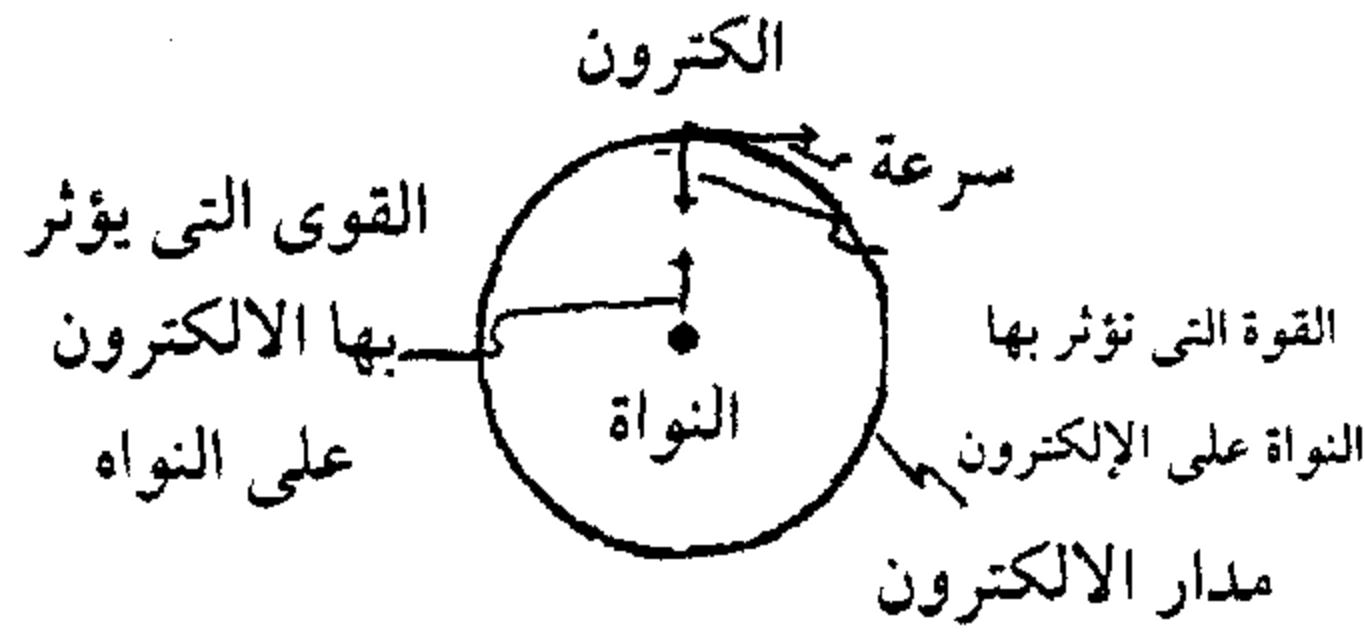 الكترون
سرعة
القوى التى يؤثر
بها الالكترون
على النواه
النواة
القوة التى تؤثر بها
النواة على الإلكترون
مدار الالكترون